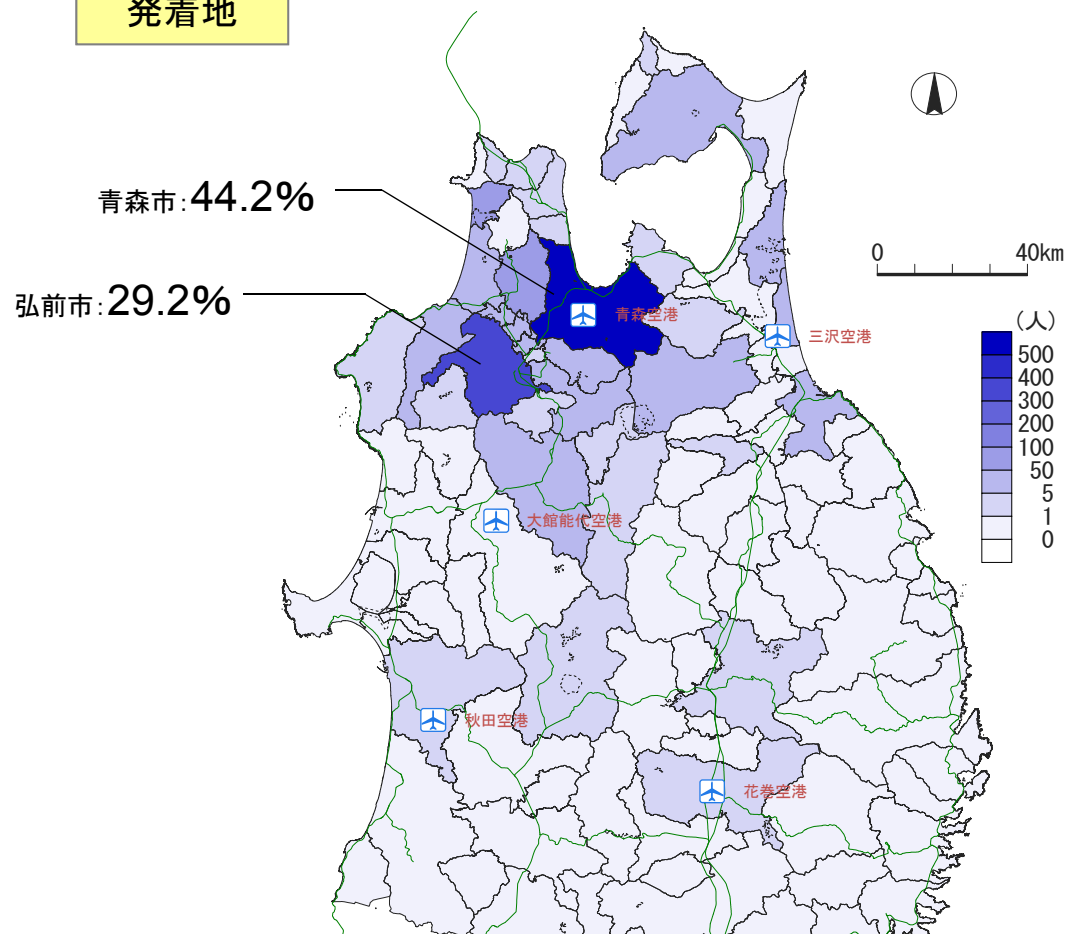 発着地
青森市:44.2%
弘前市:29.2%
0 40km
(人)
500
400
300
200
100
50
5
1
0
青森空港
三沢空港
大館能代空港
秋田空港
花巻空港